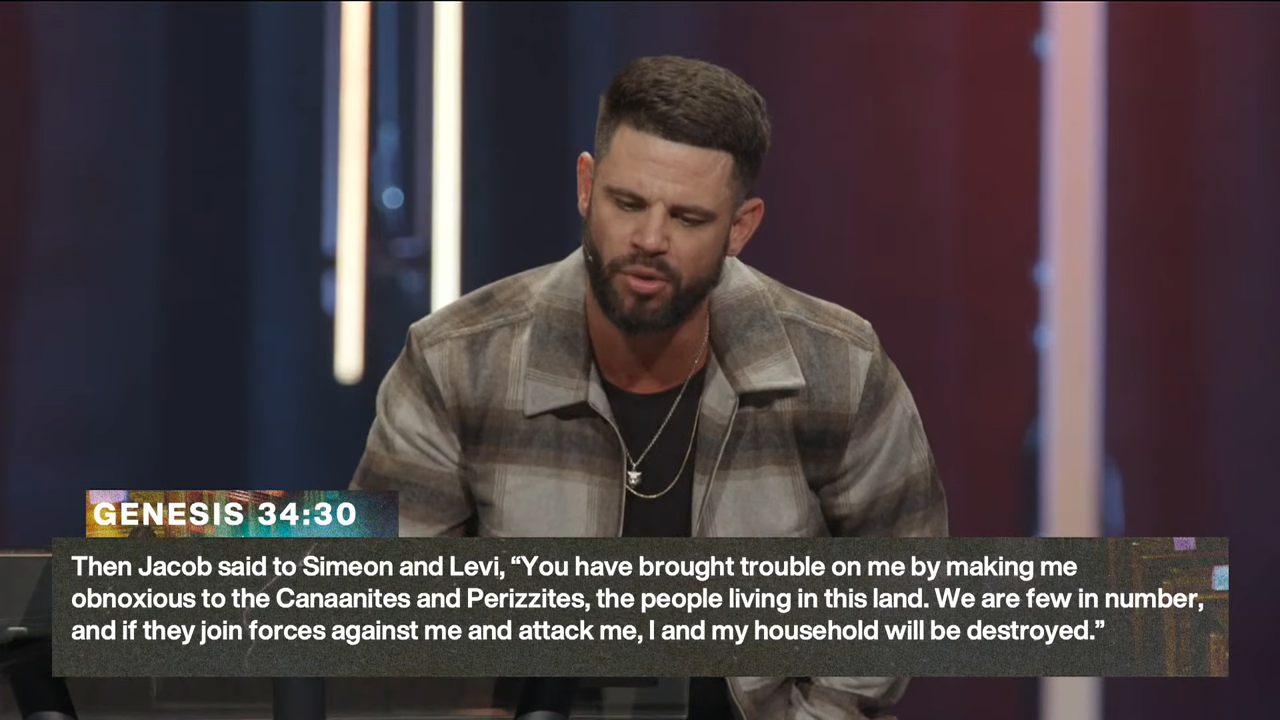 GENESIS 34:30
Then Jacob said to Simeon and Levi, “You have brought trouble on me by making me
obnoxious to the Canaanites and Perizzites, the people living in this land. We are few in number,
and if they join forces against me and attack me, I and my household will be destroyed.”